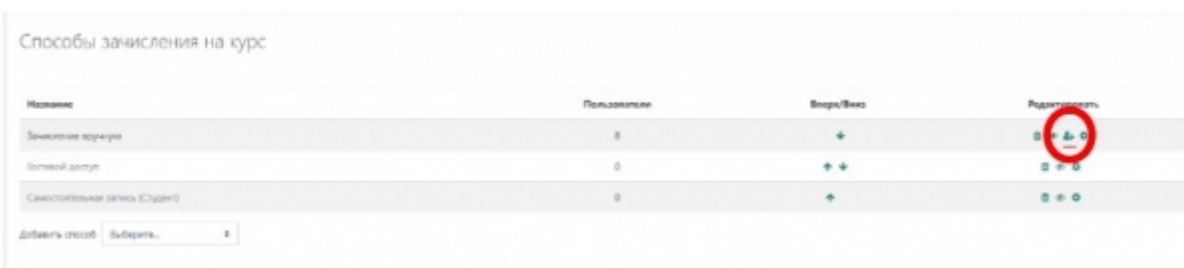 Способы зачисления на курс
Название Пользователи Вверх/Вниз Редактировать
Зачисление вручную 8
Гостевой доступ 0
Самостоятельная запись (Студент) 0
Добавить способ Выберите...